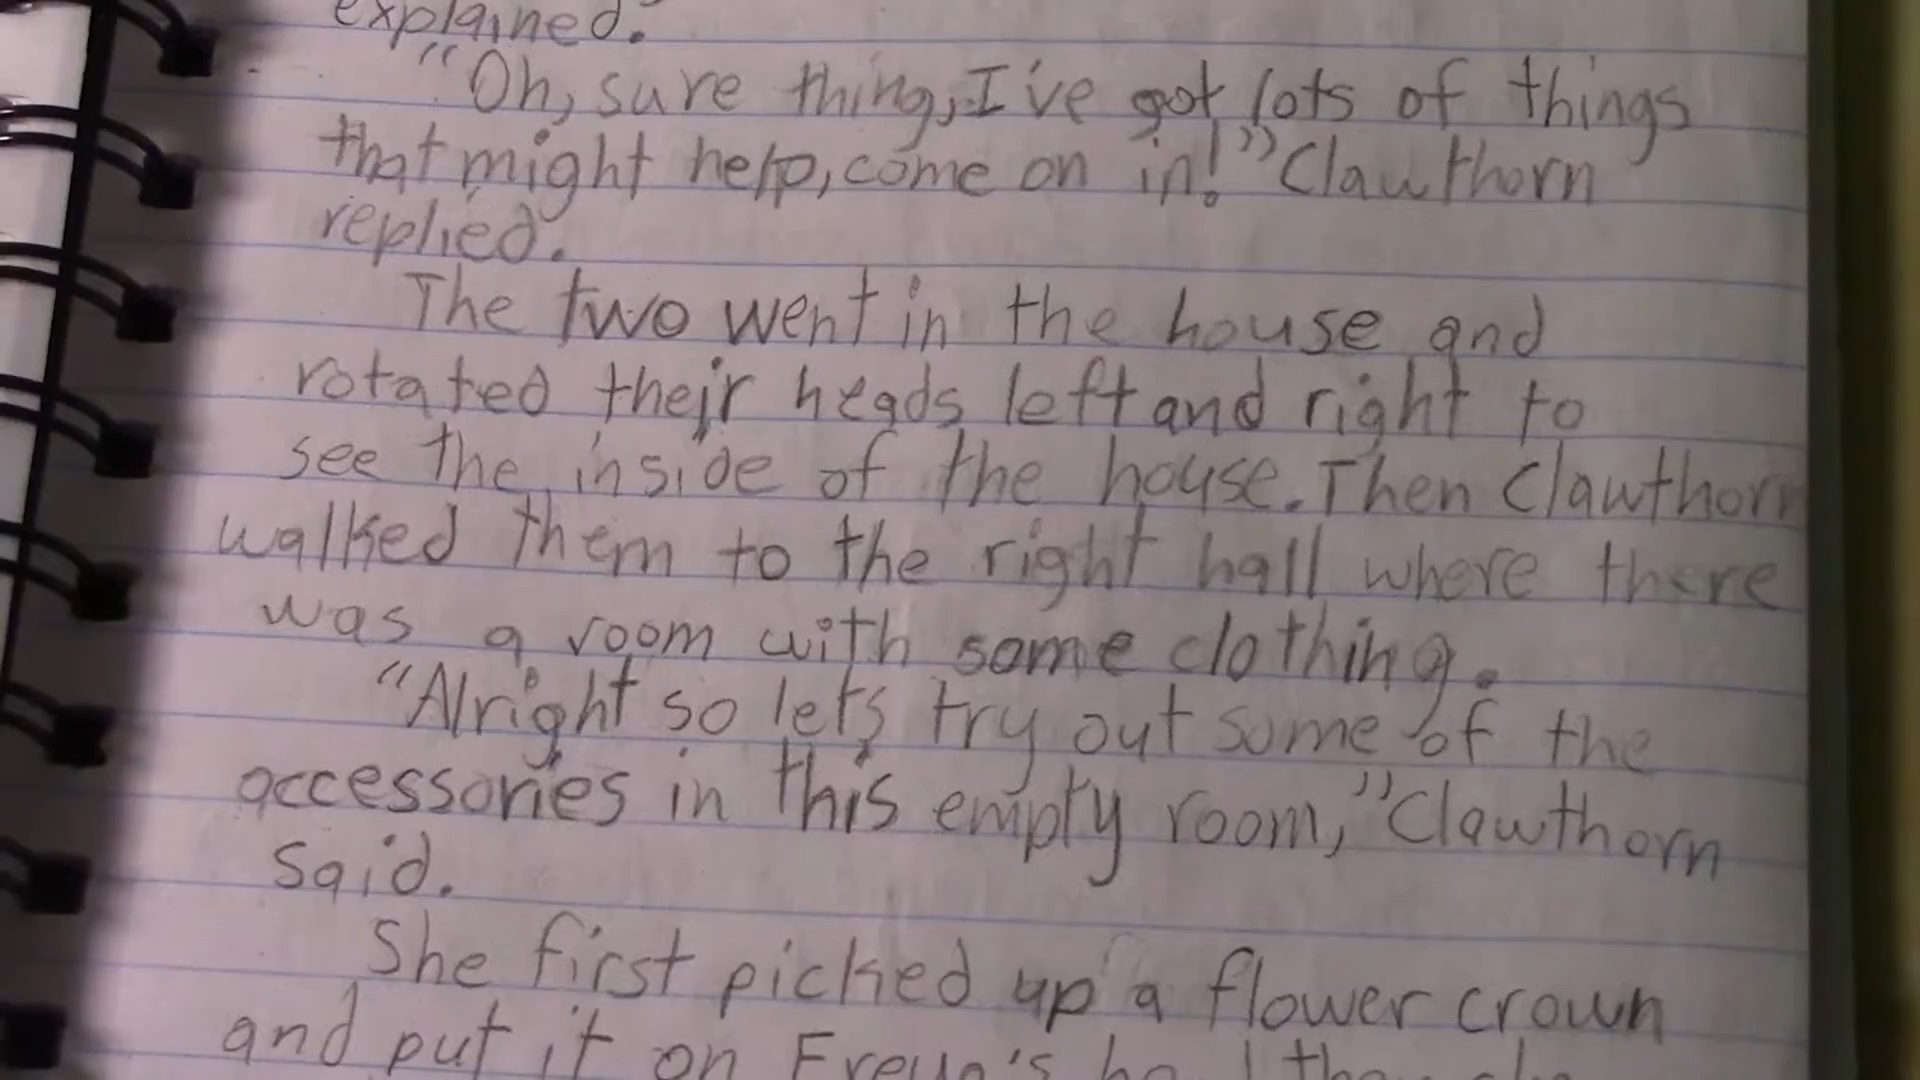 explained.
“Oh, sure thing, I've got lots of things
that might help, come on in!” Clawthorn
replied.
The two went in the house and
rotated their heads left and right to
see the inside of the house. Then Clawthorn
walked them to the right hall where there
was a room with some clothing.
“Alright so lets try out some of the
accessories in this empty room,” Clawthorn
said.
She first picked up a flower crown
and put it on Freya's